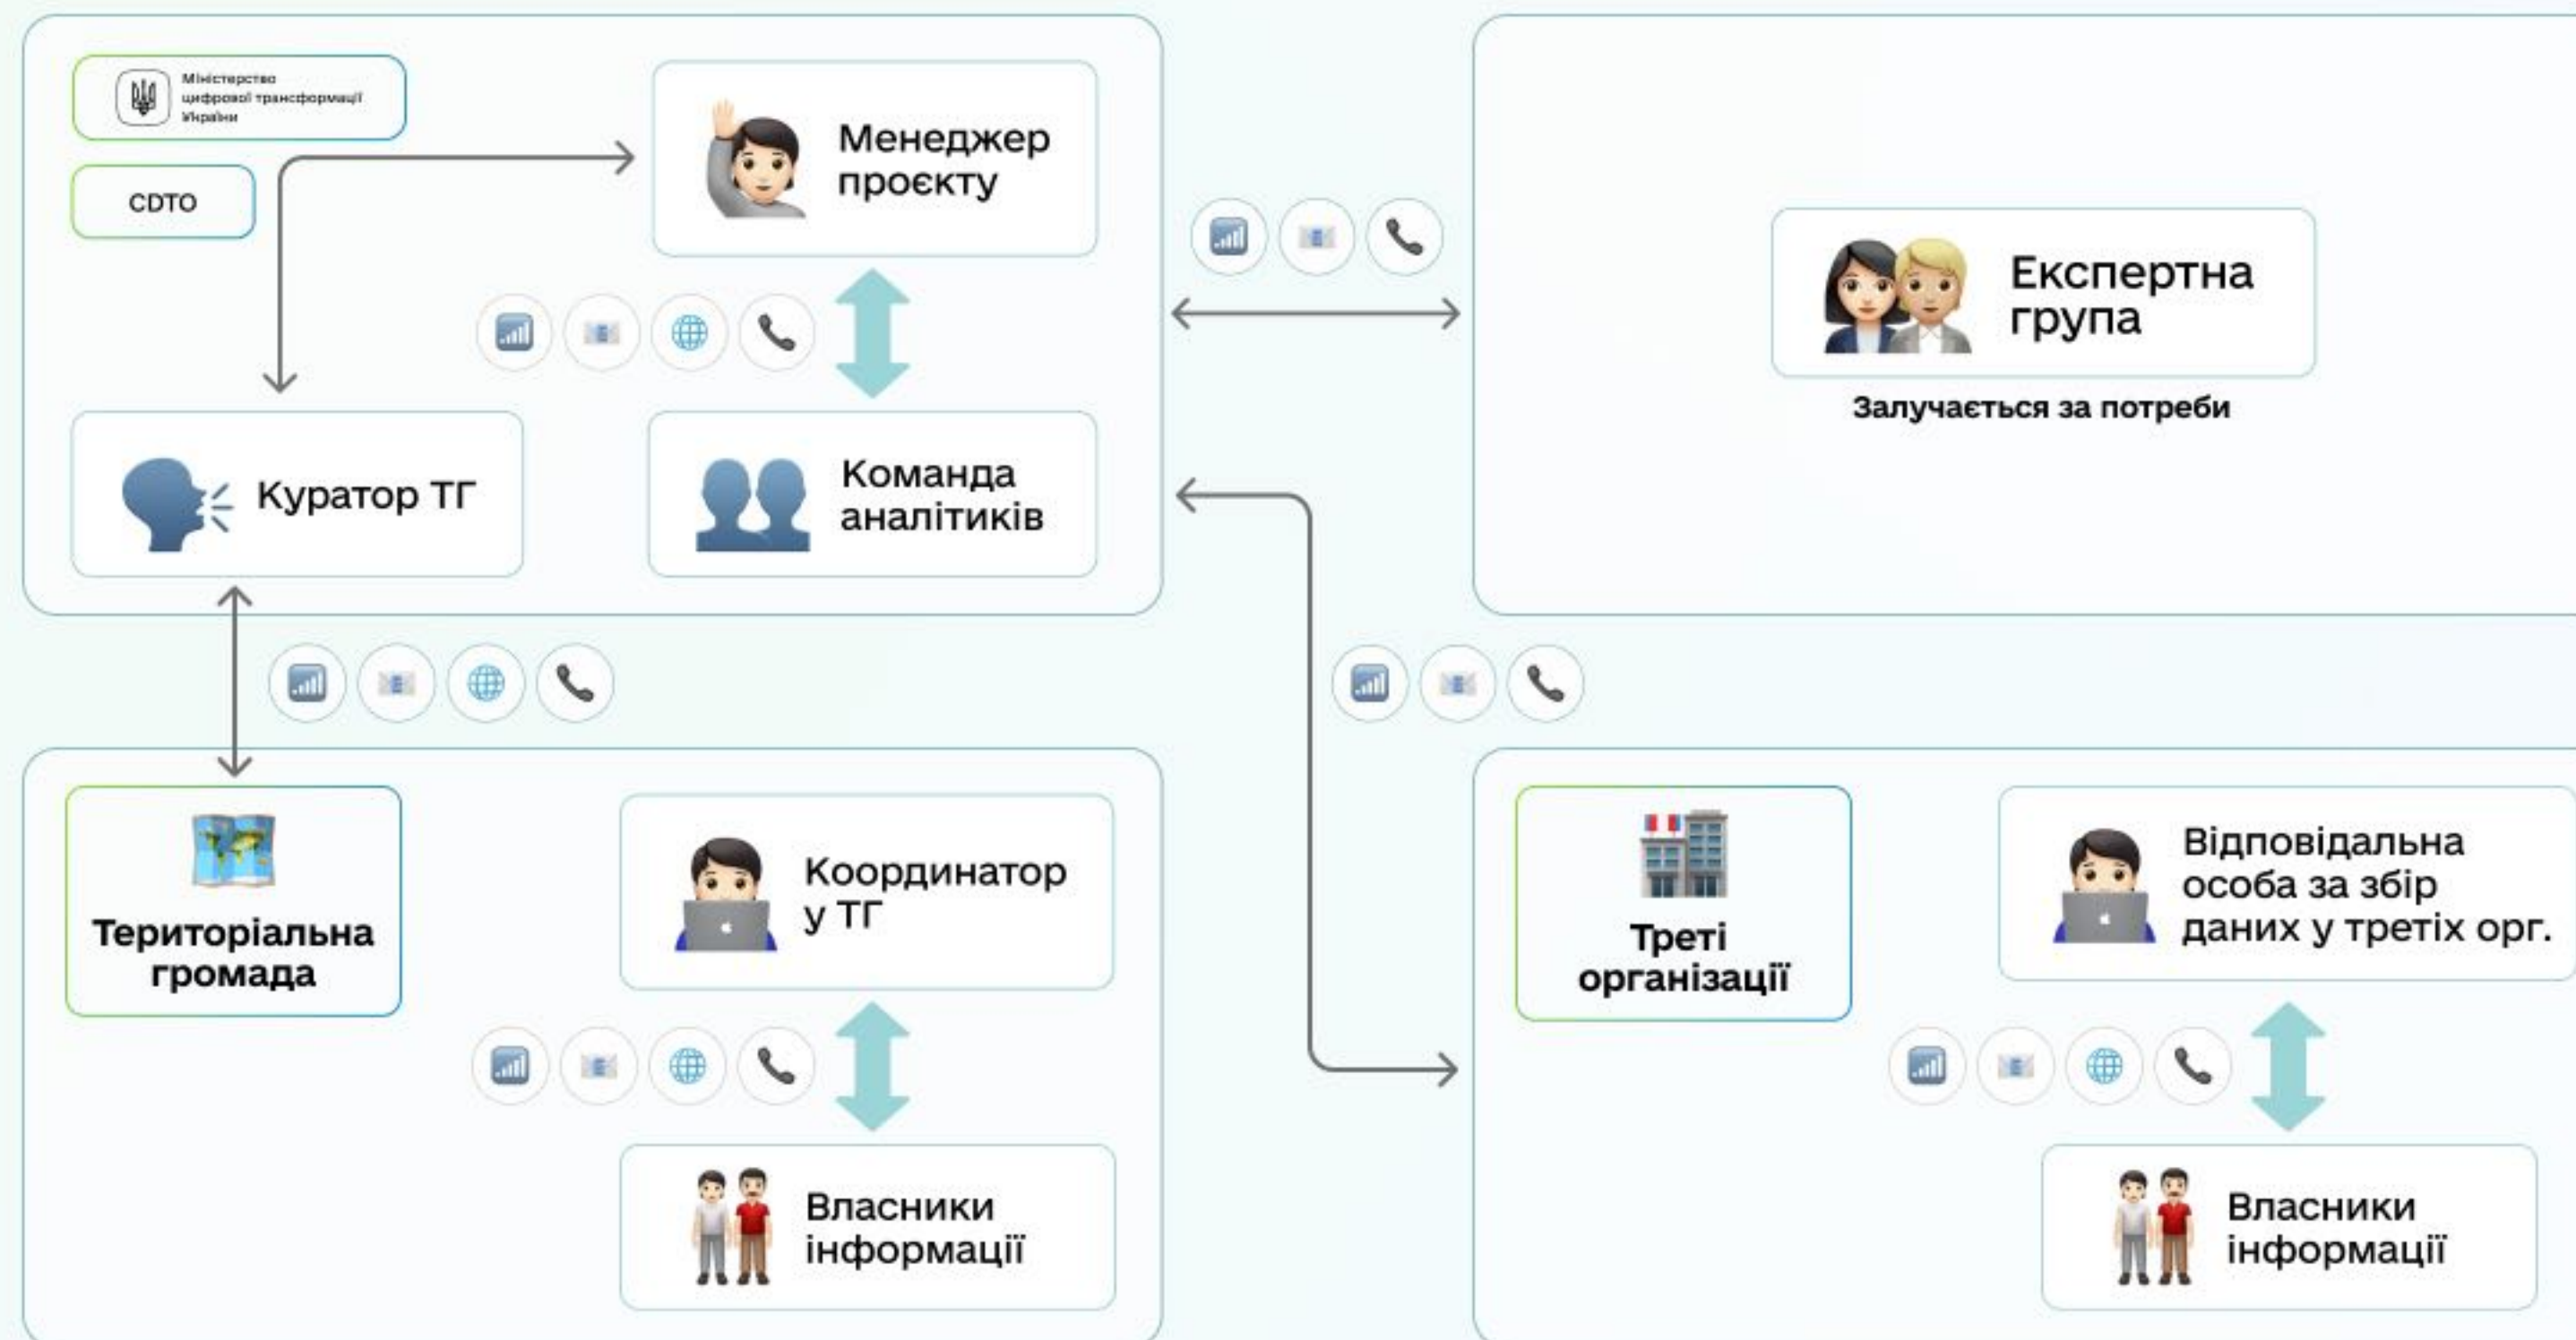 Міністерство
цифрової трансформації
України
CDTO
Менеджер
проєкту
Куратор ТГ
Команда
аналітиків
Експертна
група
Залучається за потреби
Територіальна
громада
Координатор
у ТГ
Власники
інформації
Треті
організації
Відповідальна
особа за збір
даних у третіх орг.
Власники
інформації